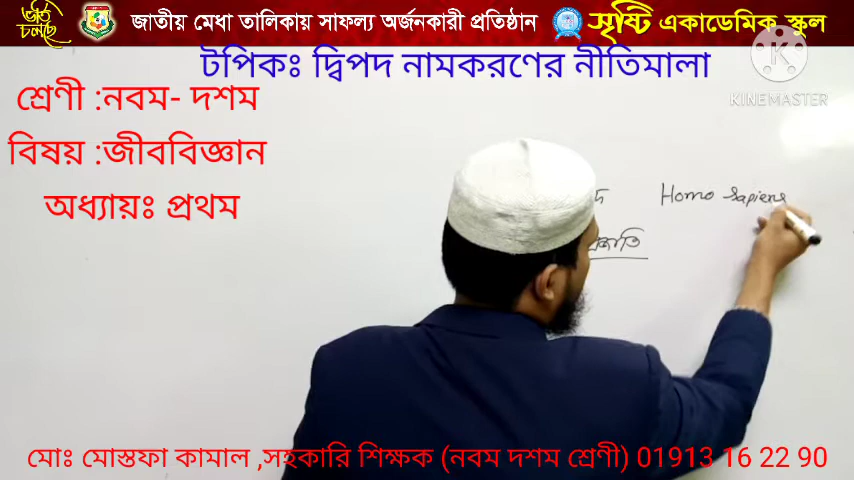 ভর্তি চলছে
জাতীয় মেধা তালিকায় সাফল্য অর্জনকারী প্রতিষ্ঠান সৃষ্টি একাডেমিক স্কুল
টপিকঃ দ্বিপদ নামকরণের নীতিমালা
KINEMASTER
শ্রেণী :নবম- দশম
বিষয় :জীববিজ্ঞান
অধ্যায়ঃ প্রথম
Homo sapiens
মোঃ মোস্তফা কামাল ,সহকারি শিক্ষক (নবম দশম শ্রেণী) 01913 16 22 90